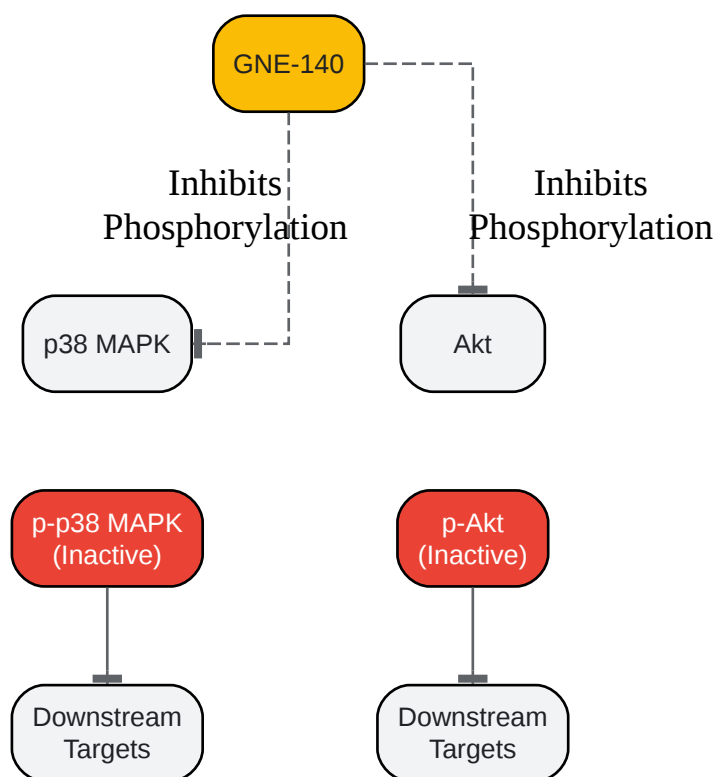 GNE-140
Inhibits
Phosphorylation
Inhibits
Phosphorylation
p38 MAPK
Akt
p-p38 MAPK
(Inactive)
p-Akt
(Inactive)
Downstream
Targets
Downstream
Targets